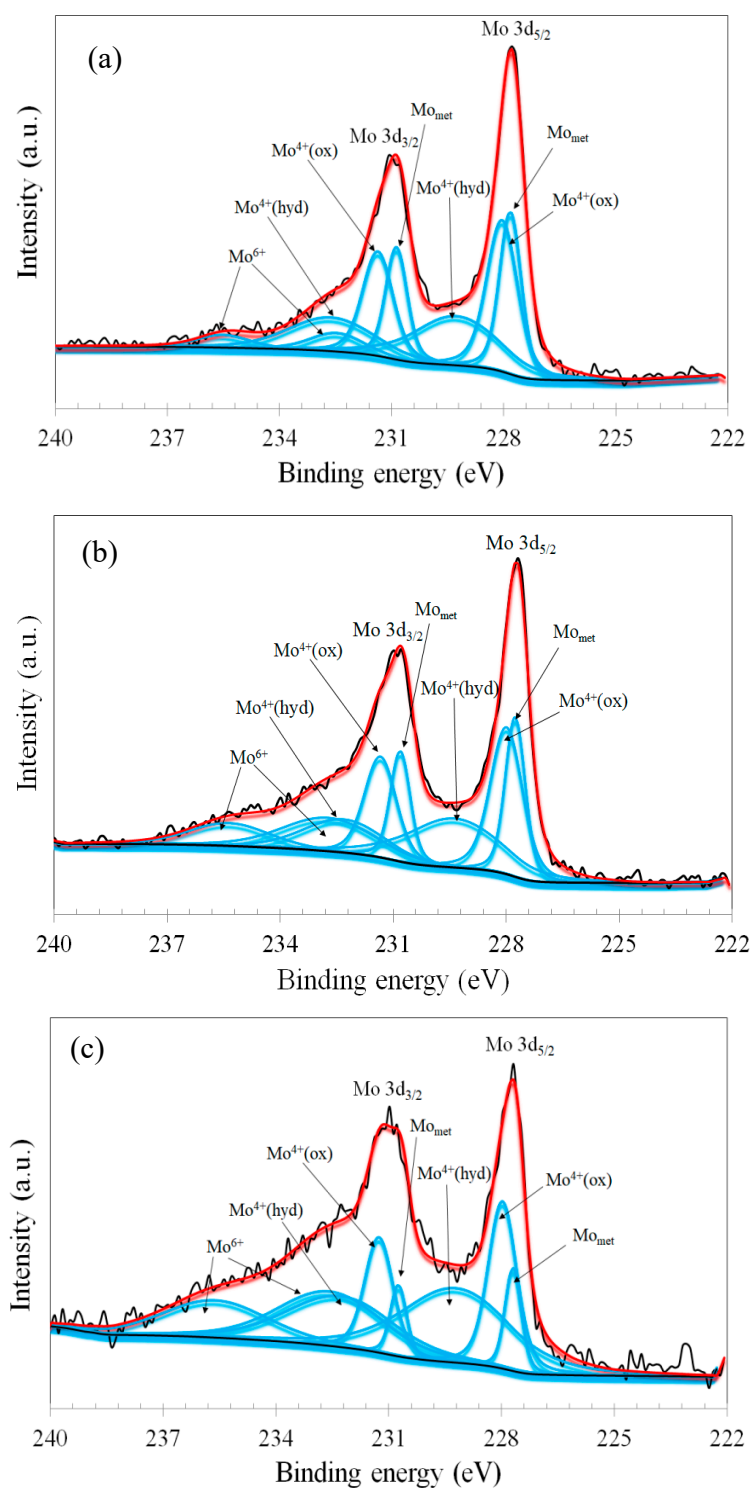 (a)
Mo 3d5/2
Momet
Mo 3d3/2
Momet
Mo⁴⁺(ox)
Mo⁴⁺(hyd)
Mo⁴⁺(ox)
Mo⁴⁺(hyd)
Mo⁶⁺
Intensity (a.u.)
240 237 234 231 228 225 222
Binding energy (eV)
(b)
Mo 3d5/2
Momet
Mo 3d3/2
Momet
Mo⁴⁺(ox)
Mo⁴⁺(hyd)
Mo⁴⁺(ox)
Mo⁴⁺(hyd)
Mo⁶⁺
Intensity (a.u.)
240 237 234 231 228 225 222
Binding energy (eV)
(c)
Mo 3d5/2
Mo 3d3/2
Momet
Mo⁴⁺(ox)
Mo⁴⁺(hyd)
Mo⁴⁺(ox)
Mo⁴⁺(hyd)
Momet
Mo⁶⁺
Intensity (a.u.)
240 237 234 231 228 225 222
Binding energy (eV)